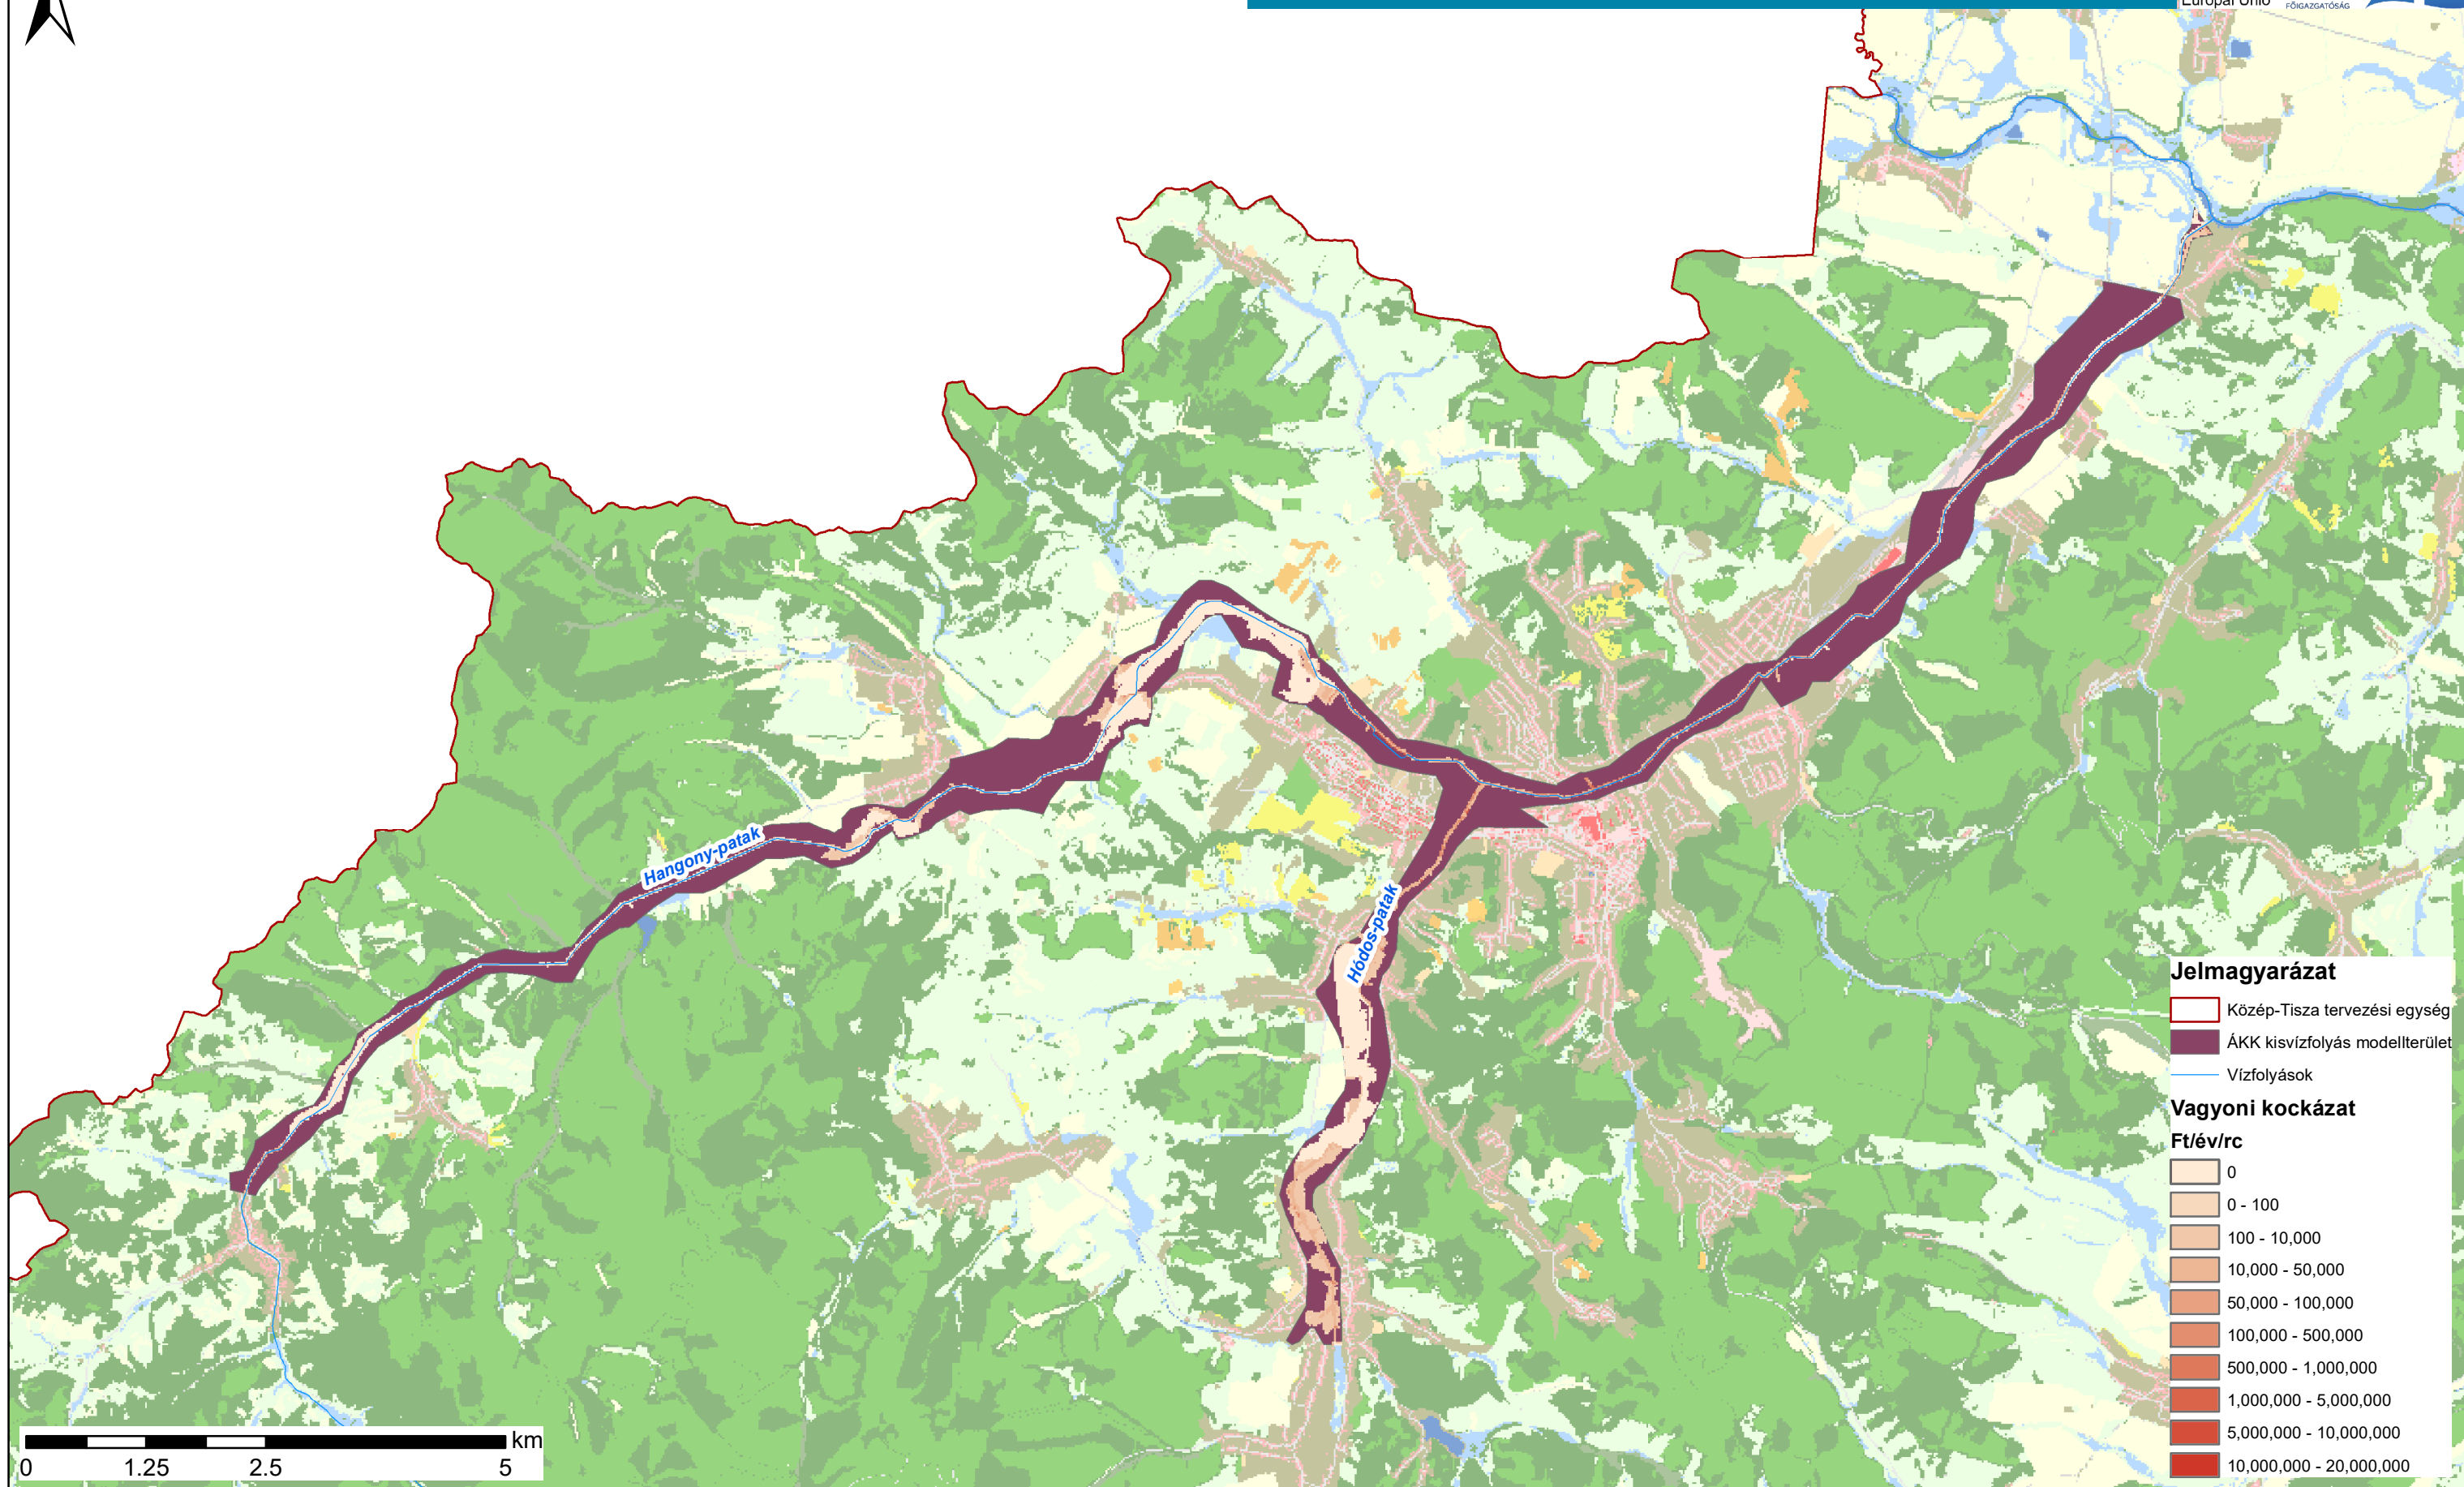 Európai Unió
FŐIGAZGATÓSÁG
Hangony-patak
Hódos-patak
Jelmagyarázat
Közép-Tisza tervezési egység
ÁKK kisvízfolyás modellterület
Vízfolyások
Vagyoni kockázat
Ft/év/rc
0
0 - 100
100 - 10,000
10,000 - 50,000
50,000 - 100,000
100,000 - 500,000
500,000 - 1,000,000
1,000,000 - 5,000,000
5,000,000 - 10,000,000
10,000,000 - 20,000,000
km
0 1.25 2.5 5